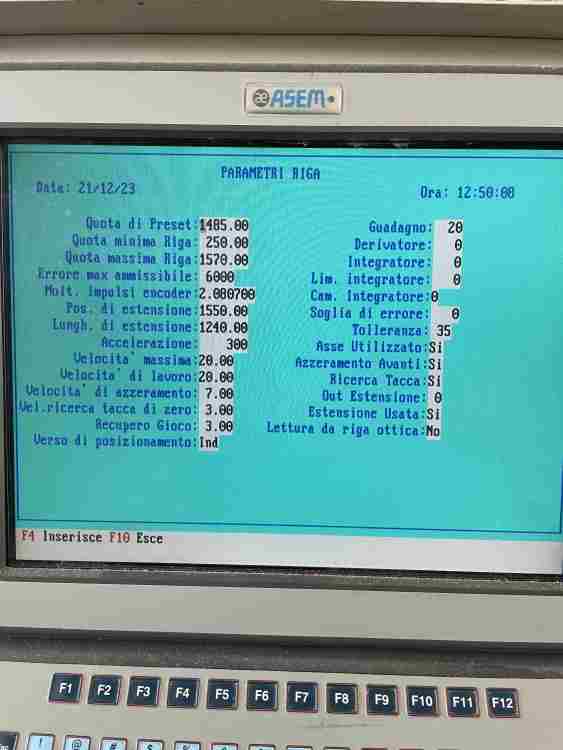 ASEM
PARAMETRI RIGA
Data: 21/12/23
Ora: 12:50:08
Quota di Preset:1485.00
Quota minima Riga: 250.00
Quota massima Riga:1570.00
Errore max ammissibile: 6000
Molt. impulsi encoder:2.080700
Pos. di estensione:1550.00
Lungh. di estensione:1240.00
Accelerazione: 300
Velocita' massima:20.00
Velocita' di lavoro:20.00
Velocita' di azzeramento: 7.00
Vel.ricerca tacca di zero: 3.00
Recupero Gioco: 3.00
Verso di posizionamento:Ind
Guadagno: 20
Derivatore: 0
Integratore: 0
Lim. integratore: 0
Cam. Integratore:0
Soglia di errore: 0
Tolleranza: 35
Asse Utilizzato:Si
Azzeramento Avanti:Si
Ricerca Tacca:Si
Out Estensione: 0
Estensione Usata:Si
Lettura da riga ottica:No
F4 Inserisce F10 Esce
F1 F2 F3 F4 F5 F6 F7 F8 F9 F10 F11 F12
! @ # $ &